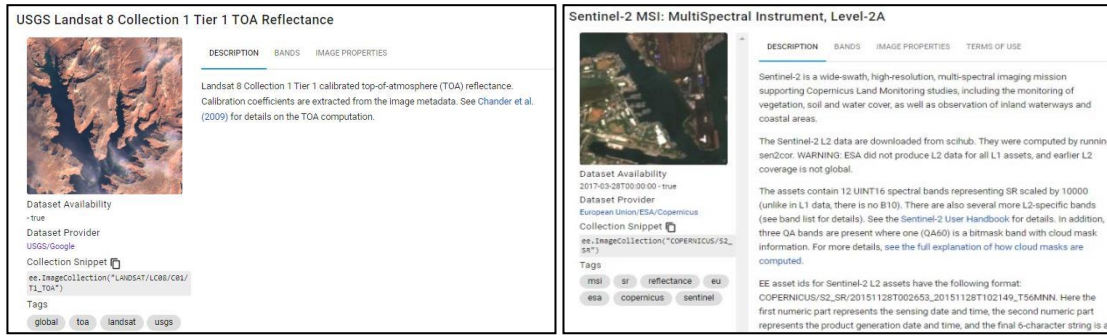 USGS Landsat 8 Collection 1 Tier 1 TOA Reflectance
DESCRIPTION BANDS IMAGE PROPERTIES
Landsat 8 Collection 1 Tier 1 calibrated top-of-atmosphere (TOA) reflectance.
Calibration coefficients are extracted from the image metadata. See Chander et al.
(2009) for details on the TOA computation.
Dataset Availability
- true
Dataset Provider
USGS/Google
Collection Snippet
ee.ImageCollection("LANDSAT/LC08/C01/
T1_TOA")
Tags
global toa landsat usgs
Sentinel-2 MSI: MultiSpectral Instrument, Level-2A
DESCRIPTION BANDS IMAGE PROPERTIES TERMS OF USE
Sentinel-2 is a wide-swath, high-resolution, multi-spectral imaging mission
supporting Copernicus Land Monitoring studies, including the monitoring of
vegetation, soil and water cover, as well as observation of inland waterways and
coastal areas.
The Sentinel-2 L2 data are downloaded from scihub. They were computed by runnin
sen2cor. WARNING: ESA did not produce L2 data for all L1 assets, and earlier L2
coverage is not global.
The assets contain 12 UINT16 spectral bands representing SR scaled by 10000
(unlike in L1 data, there is no B10). There are also several more L2-specific bands
(see band list for details). See the Sentinel-2 User Handbook for details. In addition,
three QA bands are present where one (QA60) is a bitmask band with cloud mask
information. For more details, see the full explanation of how cloud masks are
computed.
EE asset ids for Sentinel-2 L2 assets have the following format:
COPERNICUS/S2_SR/20151128T002653_20151128T102149_T56MNN. Here the
first numeric part represents the sensing date and time, the second numeric part
represents the product generation date and time, and the final 6-character string is a
Dataset Availability
2017-03-28T00:00:00 - true
Dataset Provider
European Union/ESA/Copernicus
Collection Snippet
ee.ImageCollection("COPERNICUS/S2_
SR")
Tags
msi sr reflectance eu
esa copernicus sentinel